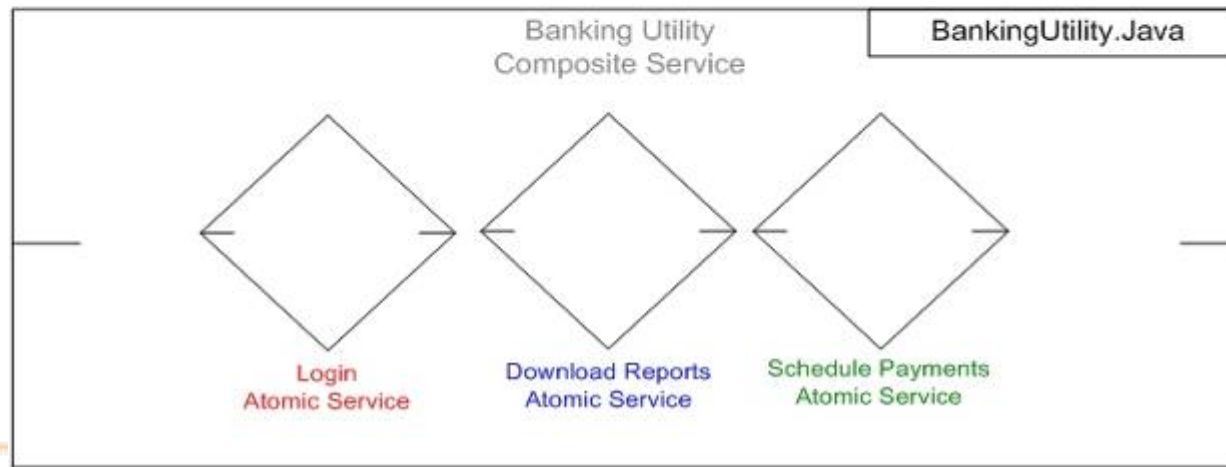 Banking Utility
Composite Service
BankingUtility.Java
Login
Atomic Service
Download Reports
Atomic Service
Schedule Payments
Atomic Service